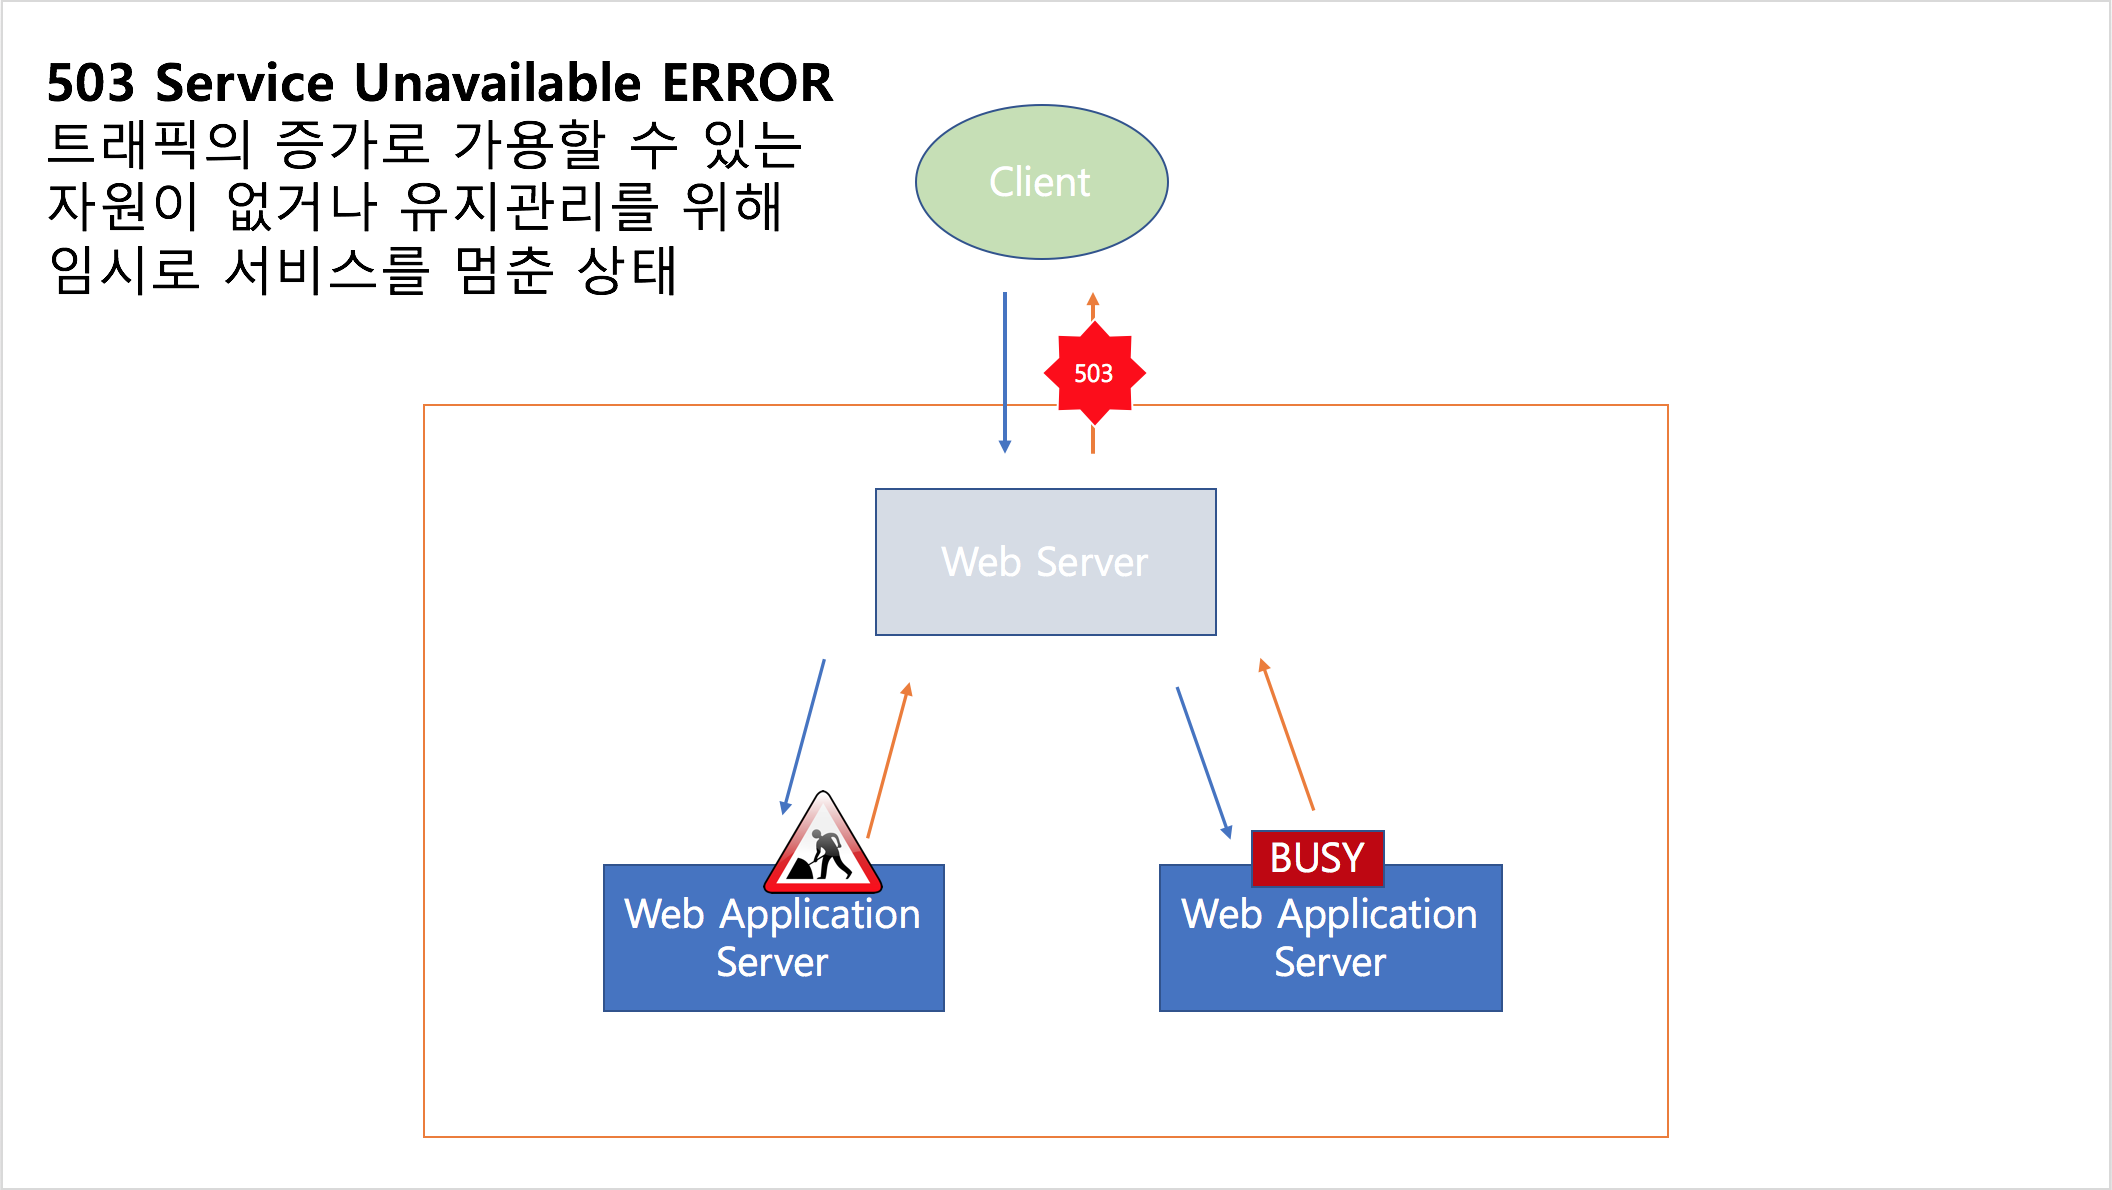 503 Service Unavailable ERROR
트래픽의 증가로 가용할 수 있는
자원이 없거나 유지관리를 위해
임시로 서비스를 멈춘 상태
Client
503
Web Server
BUSY
Web Application
Server
Web Application
Server